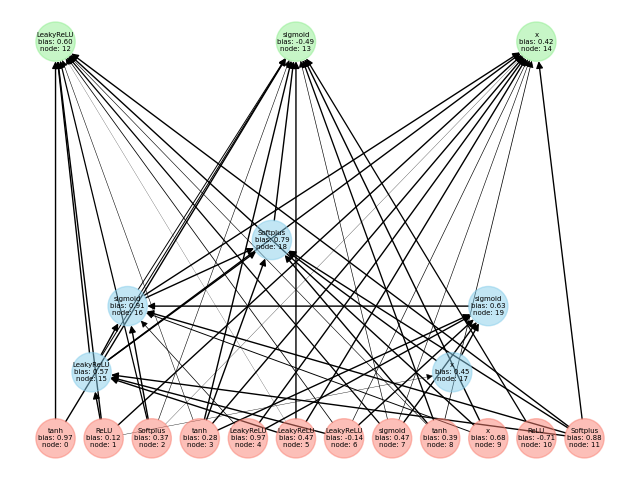 LeakyReLU
bias: 0.60
node: 12
sigmoid
bias: -0.49
node: 13
x
bias: 0.42
node: 14
Softplus
bias: 0.79
node: 18
sigmoid
bias: 0.91
node: 16
sigmoid
bias: 0.63
node: 19
LeakyReLU
bias: 0.57
node: 15
bias: 0.45
node: 17
tanh
bias: 0.97
node: 0
ReLU
bias: 0.12
node: 1
Softplus
bias: 0.37
node: 2
tanh
bias: 0.28
node: 3
LeakyReLU
bias: 0.97
node: 4
LeakyReLU
bias: 0.47
node: 5
LeakyReLU
bias: -0.14
node: 6
sigmoid
bias: 0.47
node: 7
tanh
bias: 0.39
node: 8
x
bias: 0.68
node: 9
ReLU
bias: -0.71
node: 10
Softplus
bias: 0.88
node: 11